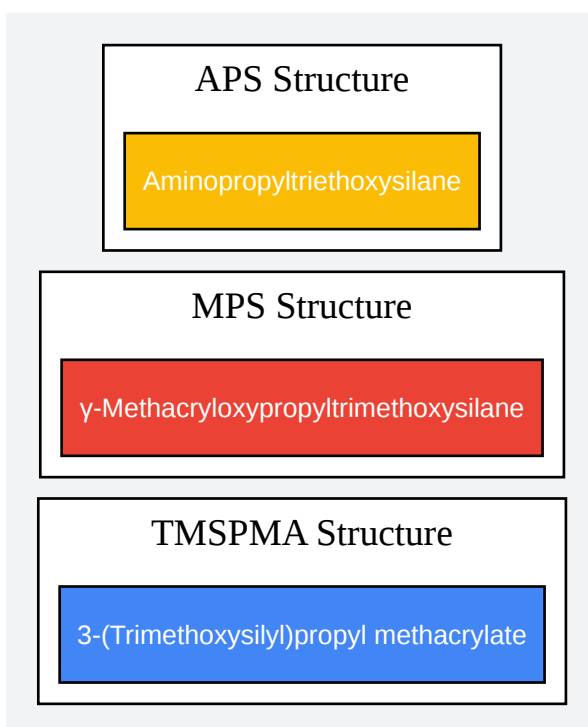 APS Structure
Aminopropyltriethoxysilane
MPS Structure
γ-Methacryloxypropyltrimethoxysilane
TMSPMA Structure
3-(Trimethoxysilyl)propyl methacrylate